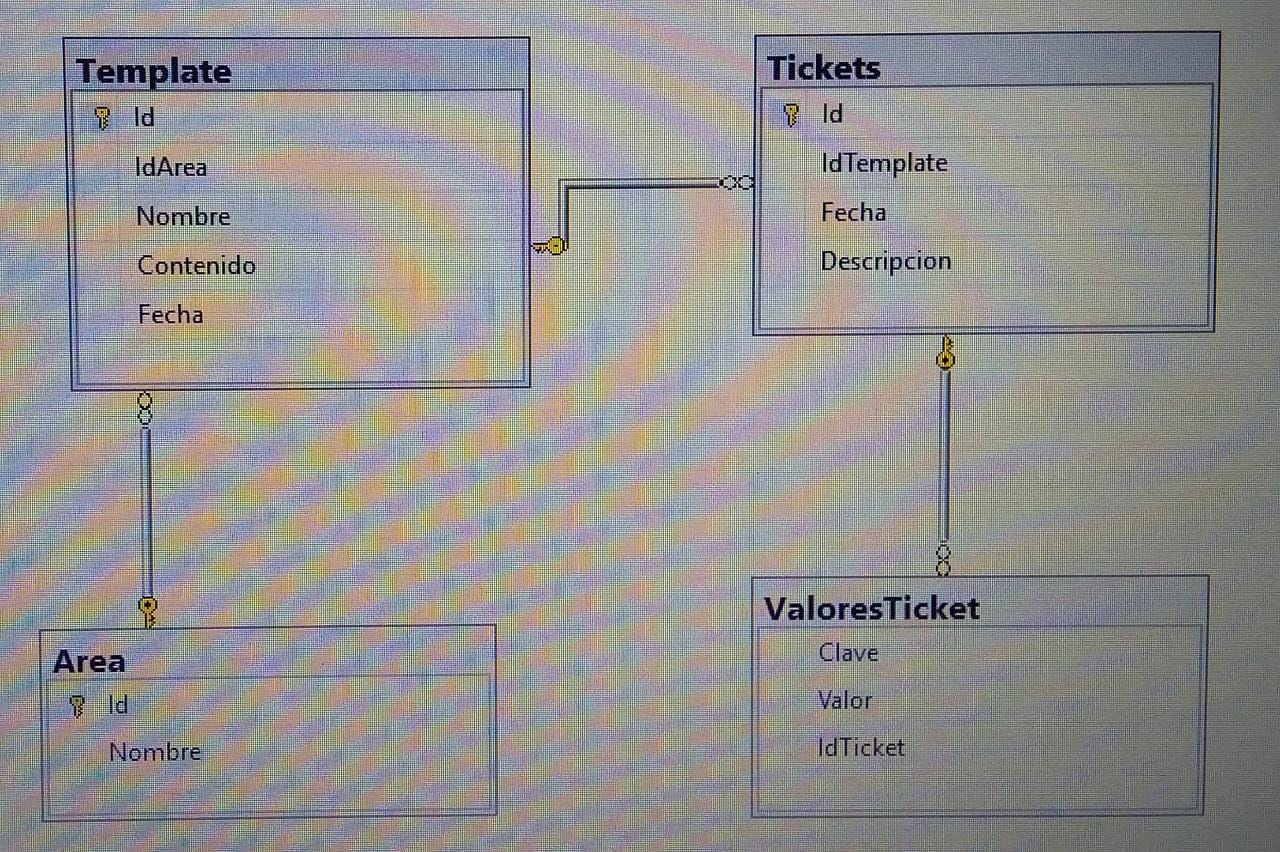 Template
Id
IdArea
Nombre
Contenido
Fecha
Tickets
Id
IdTemplate
Fecha
Descripcion
Area
Id
Nombre
ValoresTicket
Clave
Valor
IdTicket